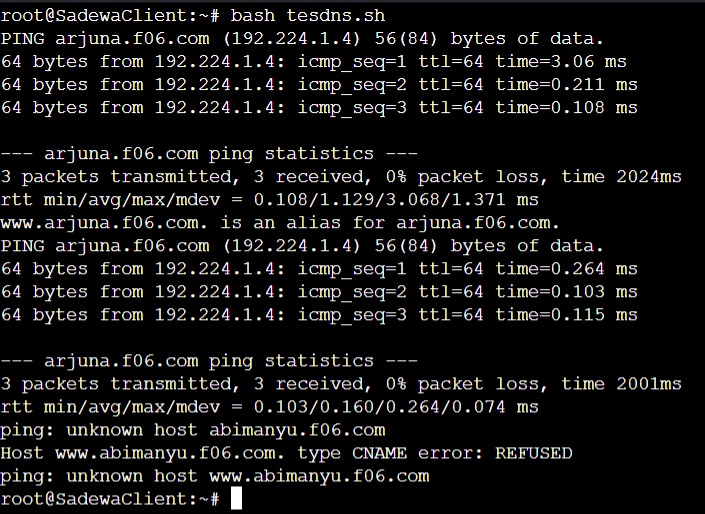 root@SadewaClient:~# bash tesdns.sh
PING arjuna.f06.com (192.224.1.4) 56(84) bytes of data.
64 bytes from 192.224.1.4: icmp_seq=1 ttl=64 time=3.06 ms
64 bytes from 192.224.1.4: icmp_seq=2 ttl=64 time=0.211 ms
64 bytes from 192.224.1.4: icmp_seq=3 ttl=64 time=0.108 ms

--- arjuna.f06.com ping statistics ---
3 packets transmitted, 3 received, 0% packet loss, time 2024ms
rtt min/avg/max/mdev = 0.108/1.129/3.068/1.371 ms
www.arjuna.f06.com. is an alias for arjuna.f06.com.
PING arjuna.f06.com (192.224.1.4) 56(84) bytes of data.
64 bytes from 192.224.1.4: icmp_seq=1 ttl=64 time=0.264 ms
64 bytes from 192.224.1.4: icmp_seq=2 ttl=64 time=0.103 ms
64 bytes from 192.224.1.4: icmp_seq=3 ttl=64 time=0.115 ms

--- arjuna.f06.com ping statistics ---
3 packets transmitted, 3 received, 0% packet loss, time 2001ms
rtt min/avg/max/mdev = 0.103/0.160/0.264/0.074 ms
ping: unknown host abimanyu.f06.com
Host www.abimanyu.f06.com. type CNAME error: REFUSED
ping: unknown host www.abimanyu.f06.com
root@SadewaClient:~#